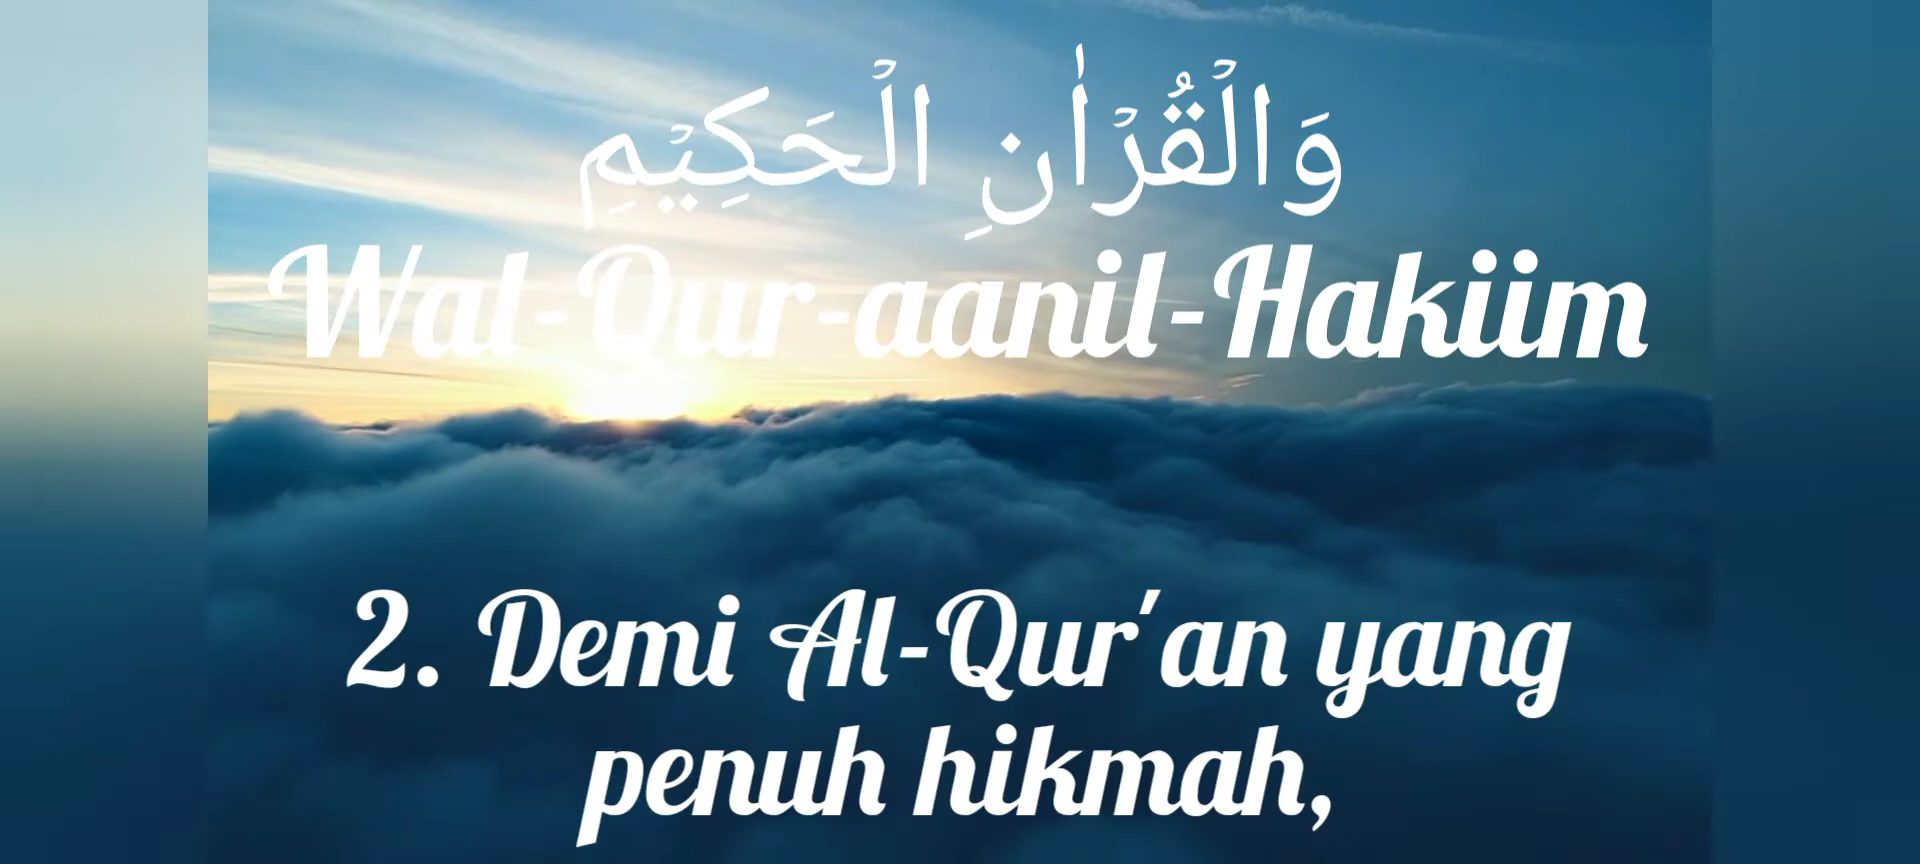 وَالْقُرْاٰنِ الْحَكِيْمِ
Wal-Qur-aanil-Hakiim
2. Demi Al-Qur'an yang
penuh hikmah,